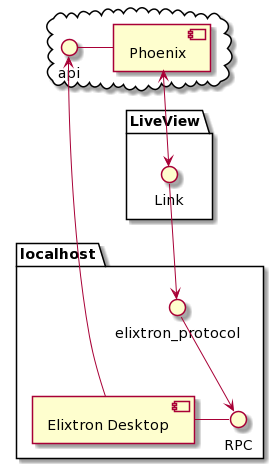 Phoenix
api
LiveView
Link
localhost
elixtron_protocol
Elixtron Desktop
RPC